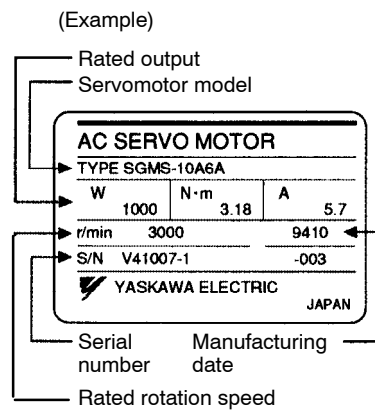 (Example)
Rated output
Servomotor model
AC SERVO MOTOR
TYPE SGMS-10A6A
W 1000 N·m 3.18 A 5.7
r/min 3000 9410
S/N V41007-1 -003
YASKAWA ELECTRIC
JAPAN
Serial number
Manufacturing date
Rated rotation speed